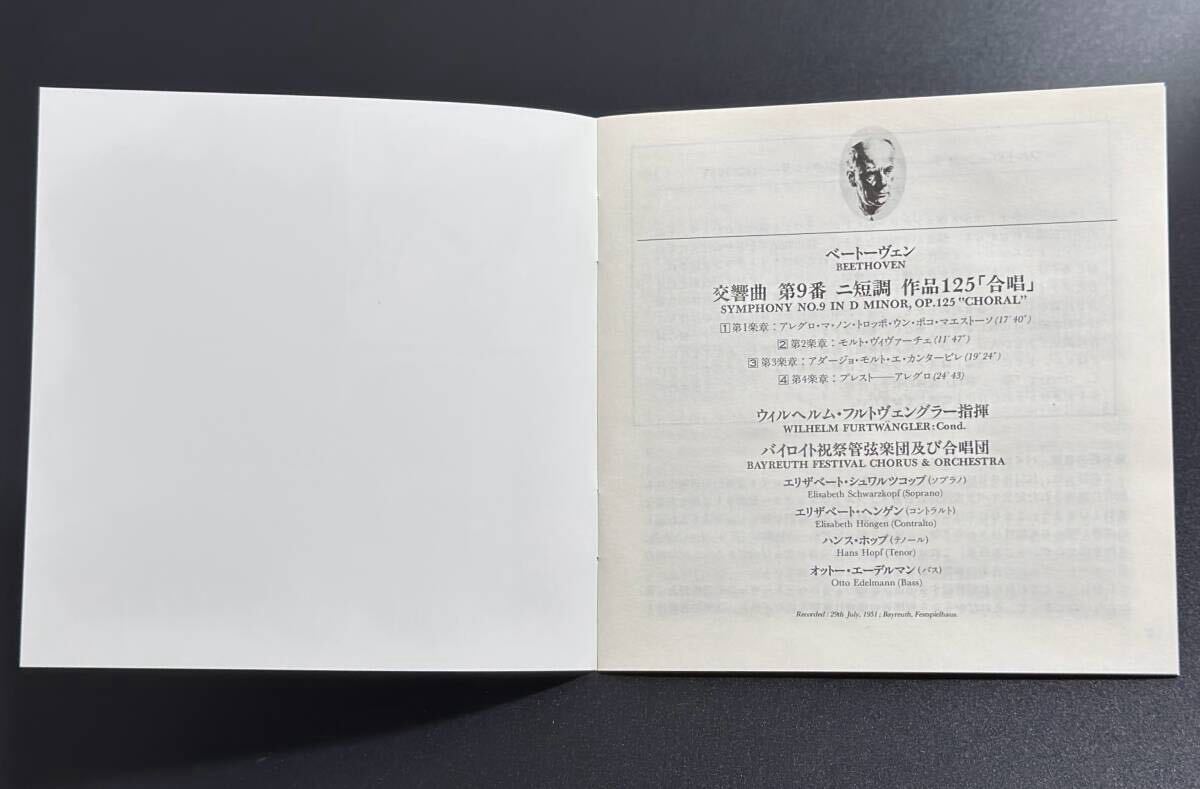 ベートーヴェン
BEETHOVEN
交響曲 第9番 ニ短調 作品125「合唱」
SYMPHONY NO.9 IN D MINOR, OP.125 "CHORAL"
1 第1楽章：アレグロ・マ・ノン・トロッポ・ウン・ポコ・マエストーソ(17'40")
2 第2楽章：モルト・ヴィヴァーチェ(11'47")
3 第3楽章：アダージョ・モルト・エ・カンタービレ(19'24")
4 第4楽章：プレスト——アレグロ(24'43)
ウィルヘルム・フルトヴェングラー指揮
WILHELM FURTWÄNGLER:Cond.
バイロイト祝祭管弦楽団及び合唱団
BAYREUTH FESTIVAL CHORUS & ORCHESTRA
エリザベート・シュワルツコップ(ソプラノ)
Elisabeth Schwarzkopf (Soprano)
エリザベート・ヘンゲン(コントラルト)
Elisabeth Höngen (Contralto)
ハンス・ホップ(テノール)
Hans Hopf (Tenor)
オットー・エーデルマン(バス)
Otto Edelmann (Bass)
Recorded : 29th July, 1951 ; Bayreuth, Festspielhaus.